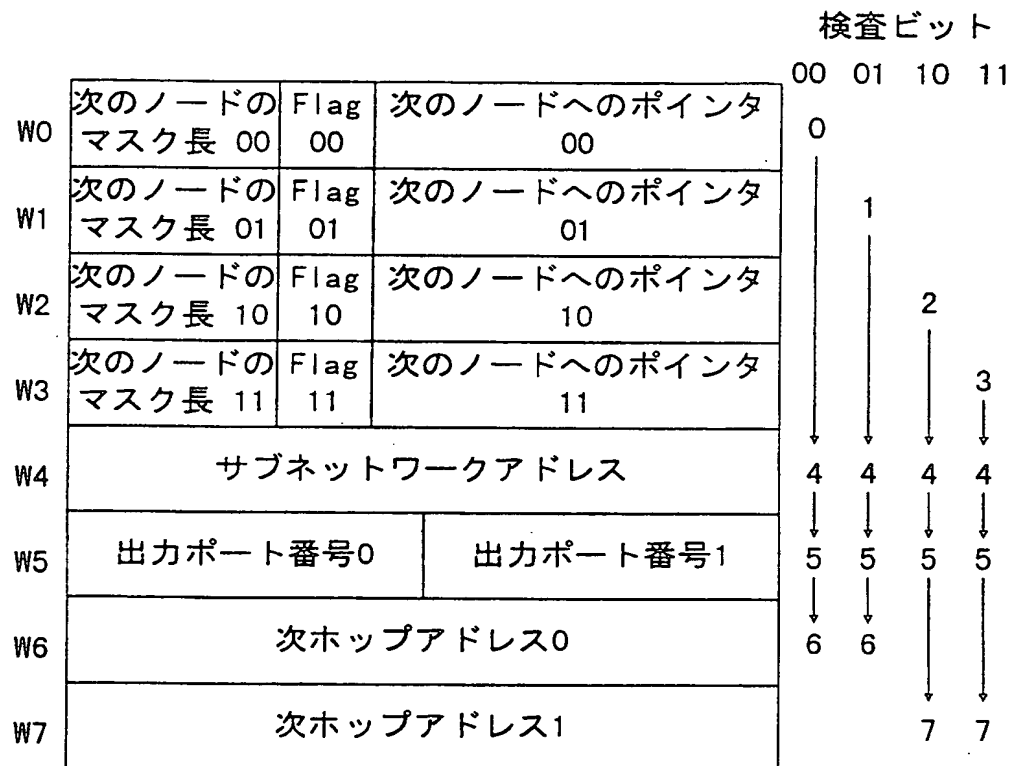 検査ビット
00 01 10 11
W0 次のノードの Flag 次のノードへのポインタ 0
マスク長 00 00 00
W1 次のノードの Flag 次のノードへのポインタ 1
マスク長 01 01 01
W2 次のノードの Flag 次のノードへのポインタ 2
マスク長 10 10 10
W3 次のノードの Flag 次のノードへのポインタ 3
マスク長 11 11 11
W4 サブネットワークアドレス 4 4 4 4
W5 出力ポート番号0 出力ポート番号1 5 5 5 5
W6 次ホップアドレス0 6 6
W7 次ホップアドレス1 7 7